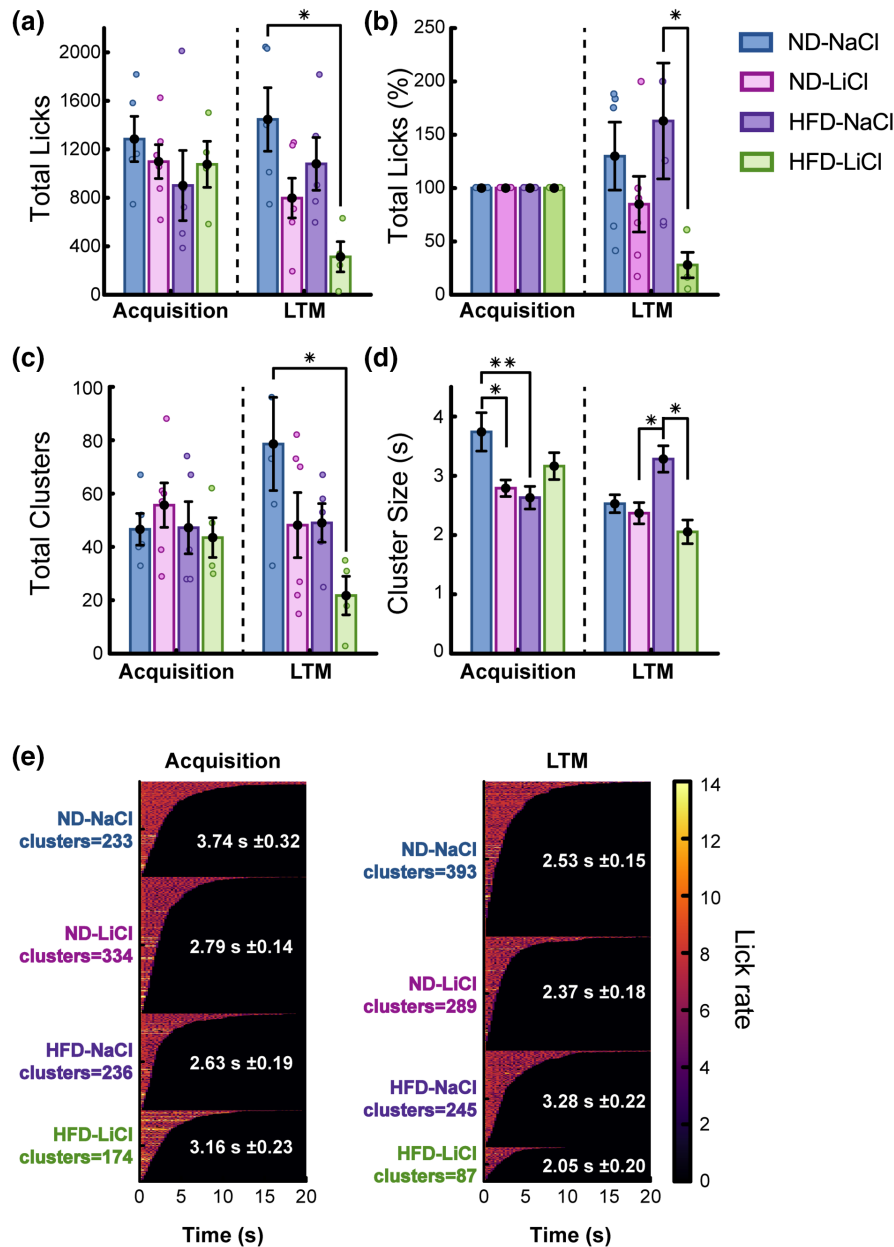 (a)
Total Licks
2000
1600
1200
800
400
0
*
Acquisition
LTM
(b)
Total Licks (%)
250
200
150
100
50
0
*
Acquisition
LTM
ND-NaCl
ND-LiCl
HFD-NaCl
HFD-LiCl
(c)
Total Clusters
100
80
60
40
20
0
*
Acquisition
LTM
(d)
Cluster Size (s)
4
3
2
1
0
**
*
*
*
Acquisition
LTM
(e)
Acquisition
ND-NaCl
clusters=233
3.74 s ±0.32
ND-LiCl
clusters=334
2.79 s ±0.14
HFD-NaCl
clusters=236
2.63 s ±0.19
HFD-LiCl
clusters=174
3.16 s ±0.23
0 5 10 15 20
Time (s)
LTM
ND-NaCl
clusters=393
2.53 s ±0.15
ND-LiCl
clusters=289
2.37 s ±0.18
HFD-NaCl
clusters=245
3.28 s ±0.22
HFD-LiCl
clusters=87
2.05 s ±0.20
0 5 10 15 20
Time (s)
14
12
10
8
6
4
2
0
Lick rate